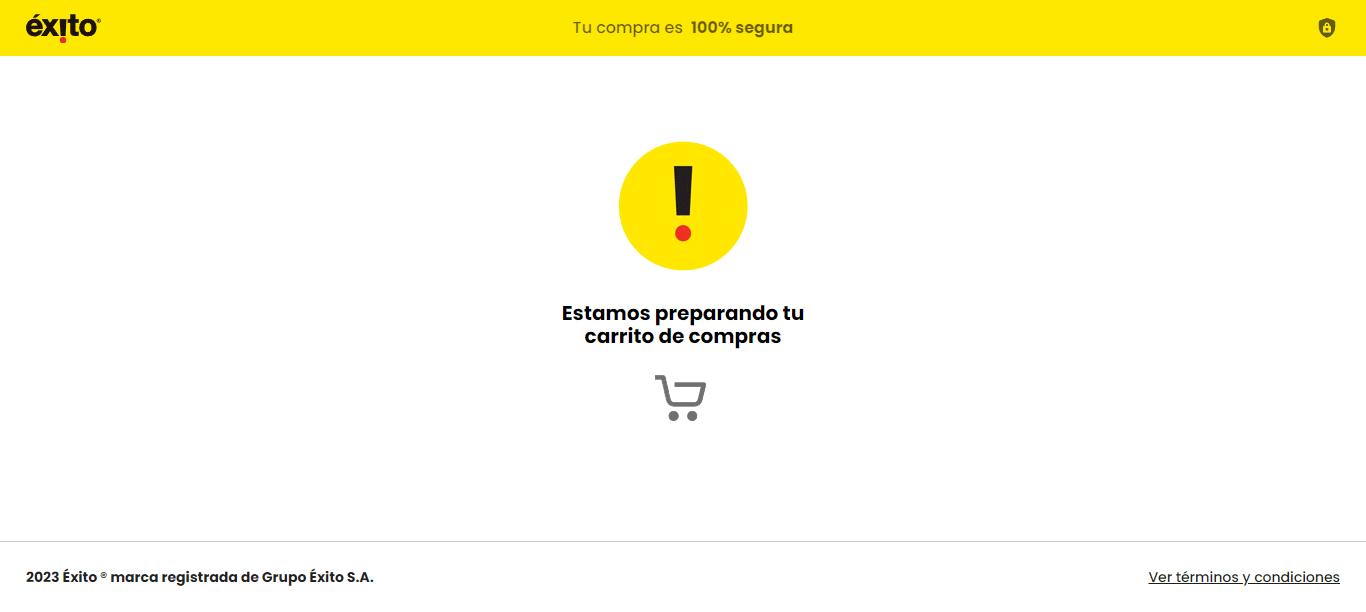 éxito®
Tu compra es 100% segura
Estamos preparando tu
carrito de compras
2023 Éxito ® marca registrada de Grupo Éxito S.A.
Ver términos y condiciones